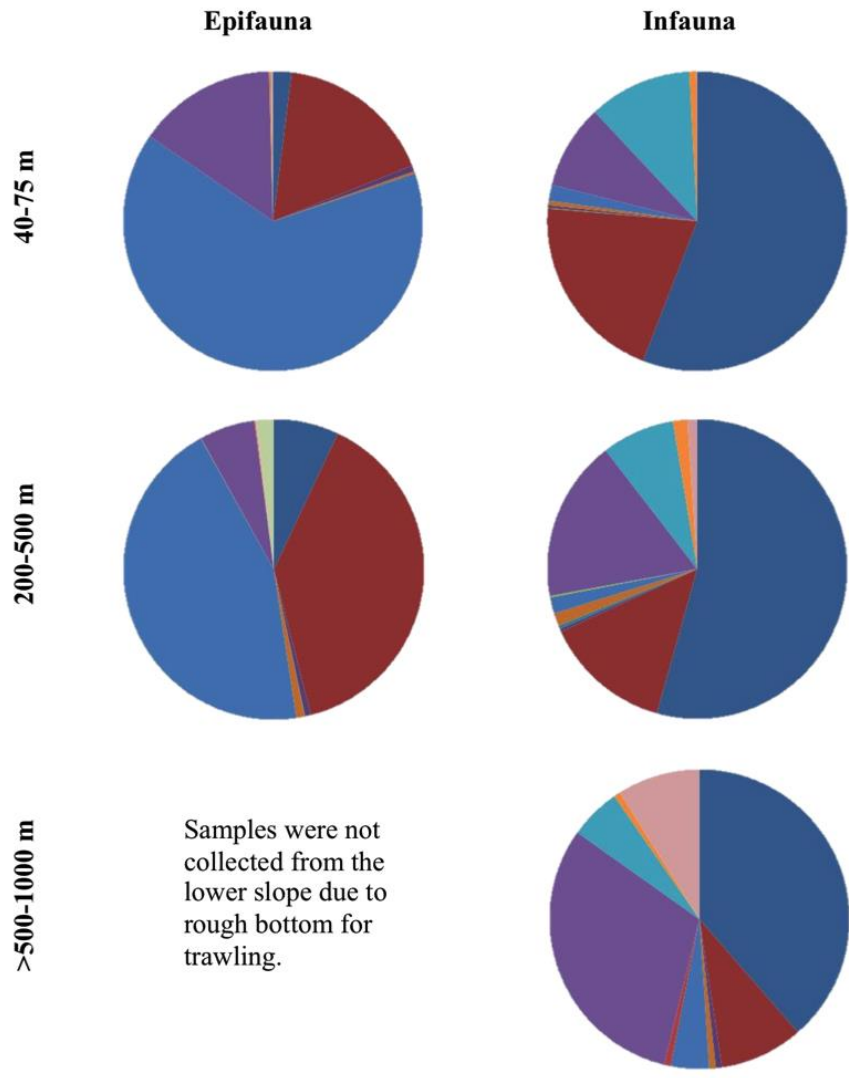 Epifauna
Infauna
40-75 m
200-500 m
>500-1000 m
Samples were not
collected from the
lower slope due to
rough bottom for
trawling.